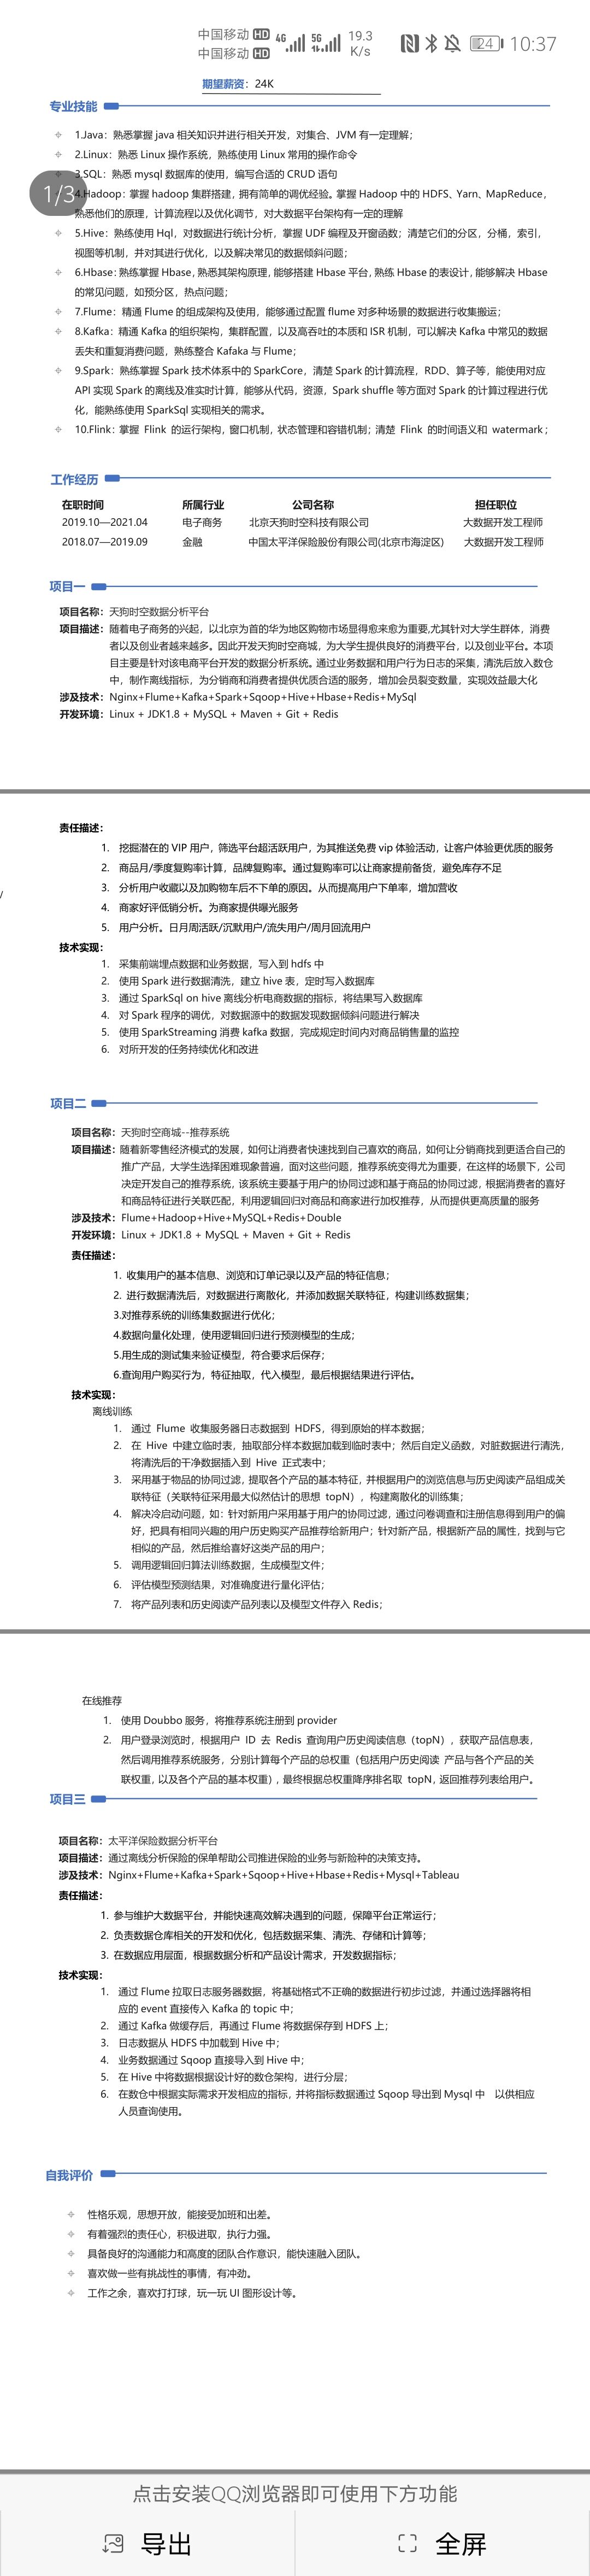 中国移动 HD 4G 5G 19.3 K/s 24 10:37
中国移动 HD
期望薪资：24K
专业技能
1.Java：熟悉掌握 java 相关知识并进行相关开发，对集合、JVM 有一定理解；
2.Linux：熟悉 Linux 操作系统，熟练使用 Linux 常用的操作命令
3.SQL：熟悉 mysql 数据库的使用，编写合适的 CRUD 语句
1/3
4.Hadoop：掌握 hadoop 集群搭建，拥有简单的调优经验。掌握 Hadoop 中的 HDFS、Yarn、MapReduce，
熟悉他们的原理，计算流程以及优化调节，对大数据平台架构有一定的理解
5.Hive：熟练使用 Hql，对数据进行统计分析，掌握 UDF 编程及开窗函数；清楚它们的分区，分桶，索引，
视图等机制，并对其进行优化，以及解决常见的数据倾斜问题；
6.Hbase：熟练掌握 Hbase，熟悉其架构原理，能够搭建 Hbase 平台，熟练 Hbase 的表设计，能够解决 Hbase
的常见问题，如预分区，热点问题；
7.Flume：精通 Flume 的组成架构及使用，能够通过配置 flume 对多种场景的数据进行收集搬运；
8.Kafka：精通 Kafka 的组织架构，集群配置，以及高吞吐的本质和 ISR 机制，可以解决 Kafka 中常见的数据
丢失和重复消费问题，熟练整合 Kafaka 与 Flume；
9.Spark：熟练掌握 Spark 技术体系中的 SparkCore，清楚 Spark 的计算流程，RDD、算子等，能使用对应
API 实现 Spark 的离线及准实时计算，能够从代码，资源，Spark shuffle 等方面对 Spark 的计算过程进行优
化，能熟练使用 SparkSql 实现相关的需求。
10.Flink：掌握 Flink 的运行架构，窗口机制，状态管理和容错机制；清楚 Flink 的时间语义和 watermark；
工作经历
在职时间 所属行业 公司名称 担任职位
2019.10—2021.04 电子商务 北京天狗时空科技有限公司 大数据开发工程师
2018.07—2019.09 金融 中国太平洋保险股份有限公司(北京市海淀区) 大数据开发工程师
项目一
项目名称：天狗时空数据分析平台
项目描述：随着电子商务的兴起，以北京为首的华为地区购物市场显得愈来愈为重要,尤其针对大学生群体，消费
者以及创业者越来越多。因此开发天狗时空商城，为大学生提供良好的消费平台，以及创业平台。本项
目主要是针对该电商平台开发的数据分析系统。通过业务数据和用户行为日志的采集，清洗后放入数仓
中，制作离线指标，为分销商和消费者提供优质合适的服务，增加会员裂变数量，实现效益最大化
涉及技术：Nginx+Flume+Kafka+Spark+Sqoop+Hive+Hbase+Redis+MySql
开发环境：Linux + JDK1.8 + MySQL + Maven + Git + Redis
责任描述：
1. 挖掘潜在的 VIP 用户，筛选平台超活跃用户，为其推送免费 vip 体验活动，让客户体验更优质的服务
2. 商品月/季度复购率计算，品牌复购率。通过复购率可以让商家提前备货，避免库存不足
/
3. 分析用户收藏以及加购物车后不下单的原因。从而提高用户下单率，增加营收
4. 商家好评低销分析。为商家提供曝光服务
5. 用户分析。日月周活跃/沉默用户/流失用户/周月回流用户
技术实现：
1. 采集前端埋点数据和业务数据，写入到 hdfs 中
2. 使用 Spark 进行数据清洗，建立 hive 表，定时写入数据库
3. 通过 SparkSql on hive 离线分析电商数据的指标，将结果写入数据库
4. 对 Spark 程序的调优，对数据源中的数据发现数据倾斜问题进行解决
5. 使用 SparkStreaming 消费 kafka 数据，完成规定时间内对商品销售量的监控
6. 对所开发的任务持续优化和改进
项目二
项目名称：天狗时空商城--推荐系统
项目描述：随着新零售经济模式的发展，如何让消费者快速找到自己喜欢的商品，如何让分销商找到更适合自己的
推广产品，大学生选择困难现象普遍，面对这些问题，推荐系统变得尤为重要，在这样的场景下，公司
决定开发自己的推荐系统，该系统主要基于用户的协同过滤和基于商品的协同过滤，根据消费者的喜好
和商品特征进行关联匹配，利用逻辑回归对商品和商家进行加权推荐，从而提供更高质量的服务
涉及技术：Flume+Hadoop+Hive+MySQL+Redis+Double
开发环境：Linux + JDK1.8 + MySQL + Maven + Git + Redis
责任描述：
1. 收集用户的基本信息、浏览和订单记录以及产品的特征信息；
2. 进行数据清洗后，对数据进行离散化，并添加数据关联特征，构建训练数据集；
3.对推荐系统的训练集数据进行优化；
4.数据向量化处理，使用逻辑回归进行预测模型的生成；
5.用生成的测试集来验证模型，符合要求后保存；
6.查询用户购买行为，特征抽取，代入模型，最后根据结果进行评估。
技术实现：
离线训练
1. 通过 Flume 收集服务器日志数据到 HDFS，得到原始的样本数据；
2. 在 Hive 中建立临时表，抽取部分样本数据加载到临时表中；然后自定义函数，对脏数据进行清洗，
将清洗后的干净数据插入到 Hive 正式表中；
3. 采用基于物品的协同过滤，提取各个产品的基本特征，并根据用户的浏览信息与历史阅读产品组成关
联特征（关联特征采用最大似然估计的思想 topN），构建离散化的训练集；
4. 解决冷启动问题，如：针对新用户采用基于用户的协同过滤，通过问卷调查和注册信息得到用户的偏
好，把具有相同兴趣的用户历史购买产品推荐给新用户；针对新产品，根据新产品的属性，找到与它
相似的产品，然后推给喜好这类产品的用户；
5. 调用逻辑回归算法训练数据，生成模型文件；
6. 评估模型预测结果，对准确度进行量化评估；
7. 将产品列表和历史阅读产品列表以及模型文件存入 Redis；
在线推荐
1. 使用 Doubbo 服务，将推荐系统注册到 provider
2. 用户登录浏览时，根据用户 ID 去 Redis 查询用户历史阅读信息（topN），获取产品信息表，
然后调用推荐系统服务，分别计算每个产品的总权重（包括用户历史阅读 产品与各个产品的关
联权重，以及各个产品的基本权重），最终根据总权重降序排名取 topN，返回推荐列表给用户。
项目三
项目名称：太平洋保险数据分析平台
项目描述：通过离线分析保险的保单帮助公司推进保险的业务与新险种的决策支持。
涉及技术：Nginx+Flume+Kafka+Spark+Sqoop+Hive+Hbase+Redis+Mysql+Tableau
责任描述：
1. 参与维护大数据平台，并能快速高效解决遇到的问题，保障平台正常运行；
2. 负责数据仓库相关的开发和优化，包括数据采集、清洗、存储和计算等；
3. 在数据应用层面，根据数据分析和产品设计需求，开发数据指标；
技术实现：
1. 通过 Flume 拉取日志服务器数据，将基础格式不正确的数据进行初步过滤，并通过选择器将相
应的 event 直接传入 Kafka 的 topic 中；
2. 通过 Kafka 做缓存后，再通过 Flume 将数据保存到 HDFS 上；
3. 日志数据从 HDFS 中加载到 Hive 中；
4. 业务数据通过 Sqoop 直接导入到 Hive 中；
5. 在 Hive 中将数据根据设计好的数仓架构，进行分层；
6. 在数仓中根据实际需求开发相应的指标，并将指标数据通过 Sqoop 导出到 Mysql 中 以供相应
人员查询使用。
自我评价
性格乐观，思想开放，能接受加班和出差。
有着强烈的责任心，积极进取，执行力强。
具备良好的沟通能力和高度的团队合作意识，能快速融入团队。
喜欢做一些有挑战性的事情，有冲劲。
工作之余，喜欢打打球，玩一玩 UI 图形设计等。
点击安装QQ浏览器即可使用下方功能
导出 全屏